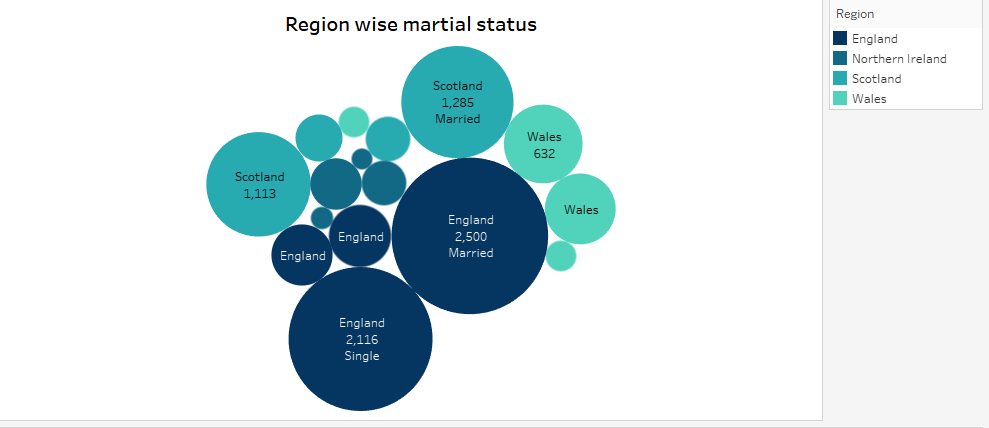 Region wise martial status
Region
England
Northern Ireland
Scotland
Wales
Scotland
1,285
Married
Wales
632
Scotland
1,113
Wales
England
2,500
Married
England
England
England
2,116
Single